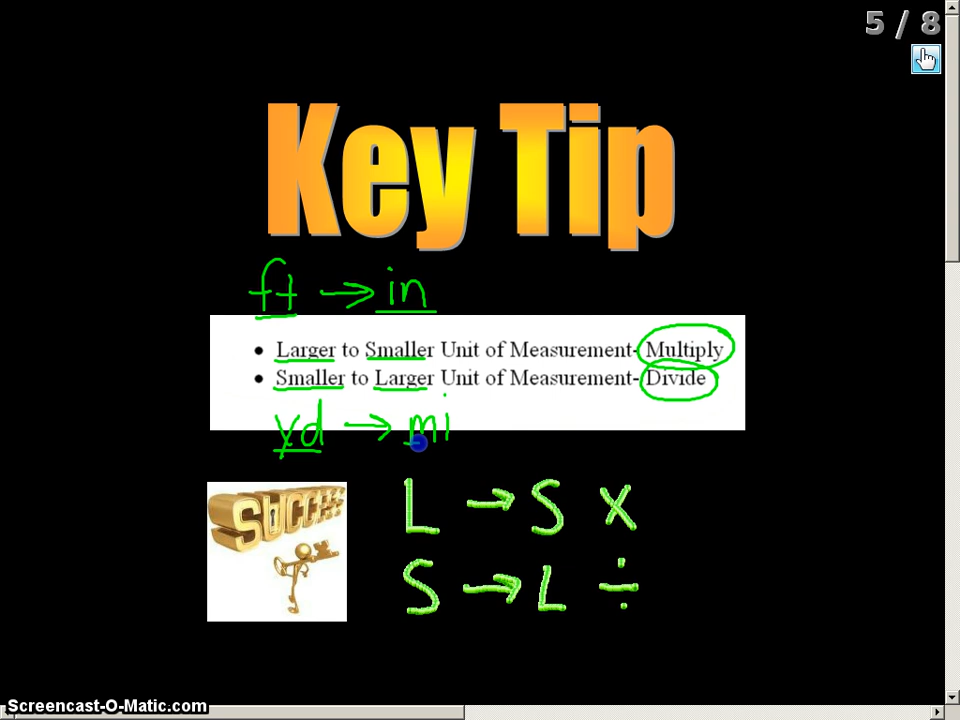 5 / 8
Key Tip
ft → in
• Larger to Smaller Unit of Measurement- Multiply
• Smaller to Larger Unit of Measurement- Divide
yd → mi
SUCCESS
L → S X
S → L ÷
Screencast-O-Matic.com